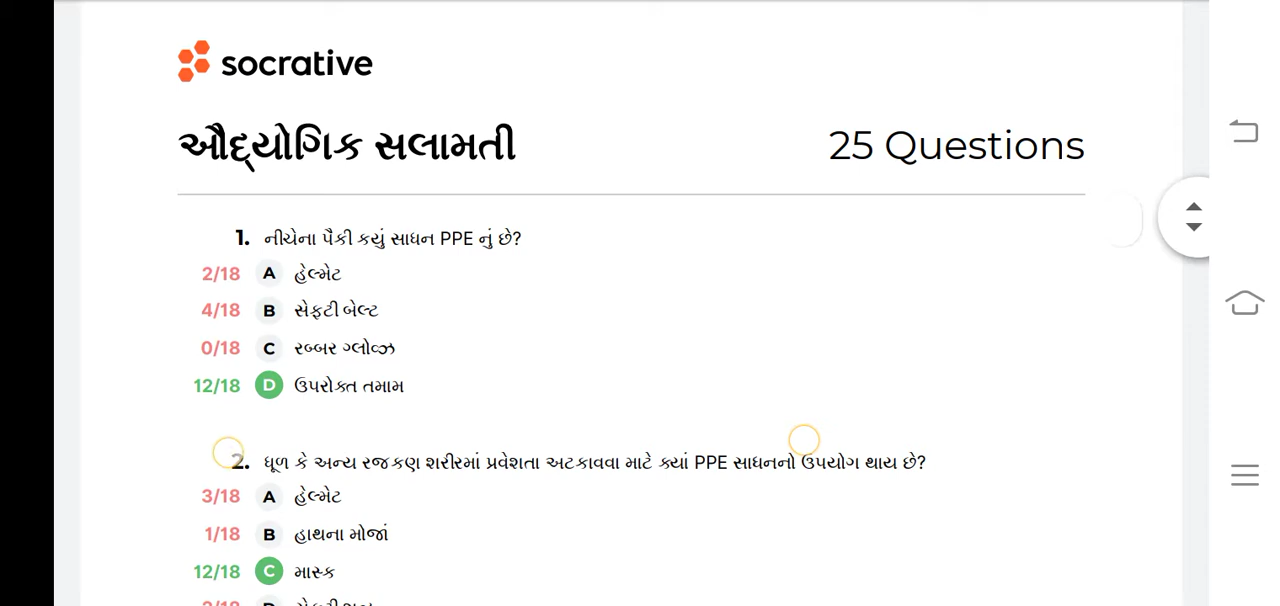 socrative
ઔદ્યોગિક સલામતી 25 Questions
1. નીચેના પૈકી કયું સાધન PPE નું છે?
2/18 A હેલ્મેટ
4/18 B સેફટી બેલ્ટ
0/18 C રબ્બર ગ્લોવ્ઝ
12/18 D ઉપરોક્ત તમામ
2. ધૂળ કે અન્ય રજકણ શરીરમાં પ્રવેશતા અટકાવવા માટે ક્યાં PPE સાધનનો ઉપયોગ થાય છે?
3/18 A હેલ્મેટ
1/18 B હાથના મોજાં
12/18 C માસ્ક